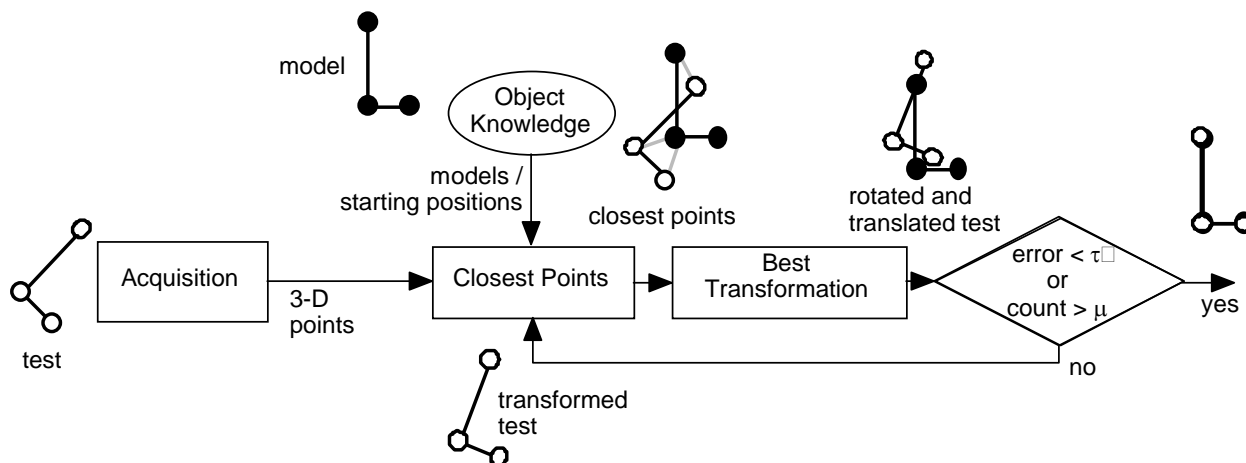 model
Object
Knowledge
models /
starting positions
closest points
rotated and
translated test
test
Acquisition
3-D
points
Closest Points
Best
Transformation
error < τ□
or
count > μ
yes
no
transformed
test